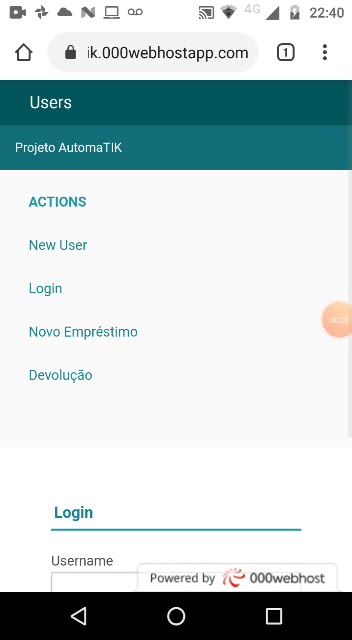 4G 22:40
ik.000webhostapp.com 1
Users
Projeto AutomaTIK
ACTIONS
New User
Login
Novo Empréstimo
Devolução
Login
Username
Powered by 000webhost